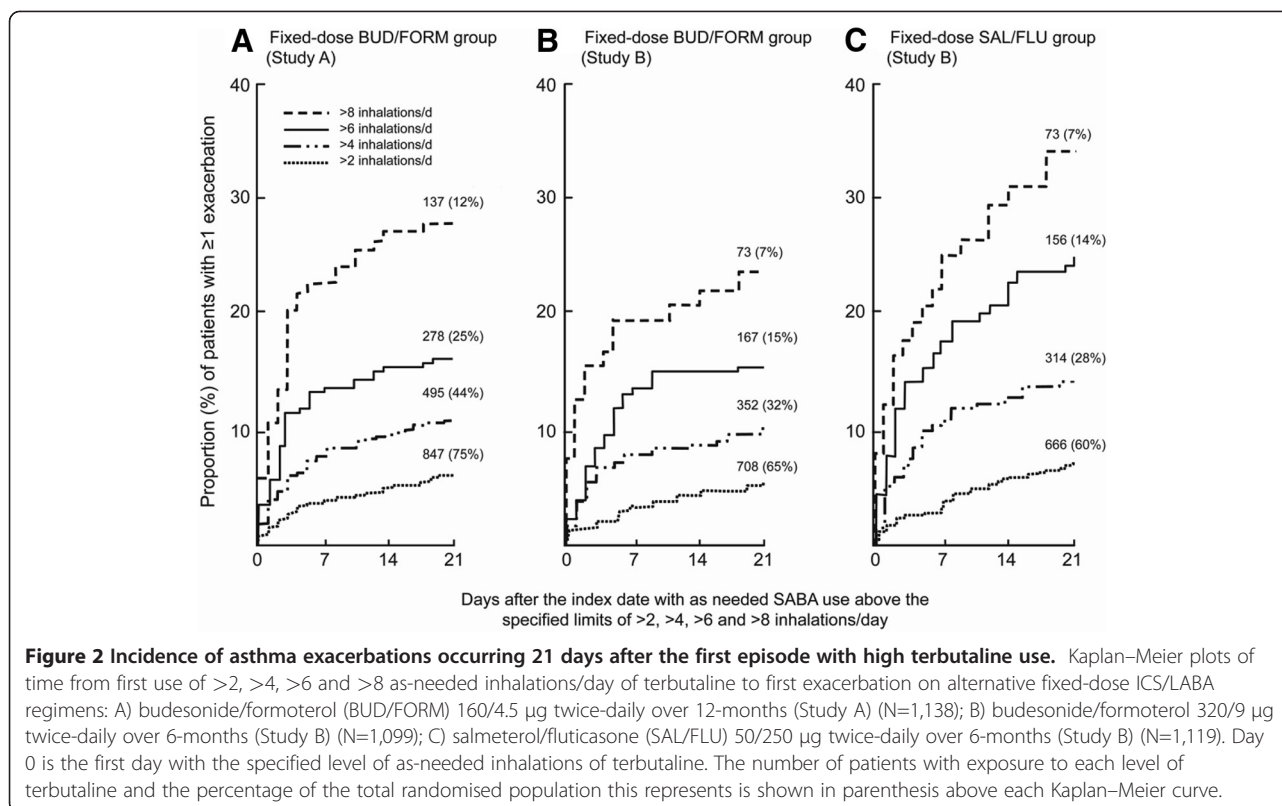 A Fixed-dose BUD/FORM group
(Study A)
40
30
20
10
0 7 14 21
>8 inhalations/d
>6 inhalations/d
>4 inhalations/d
>2 inhalations/d
137 (12%)
278 (25%)
495 (44%)
847 (75%)
Proportion (%) of patients with ≥1 exacerbation
B Fixed-dose BUD/FORM group
(Study B)
40
30
20
10
0 7 14 21
73 (7%)
167 (15%)
352 (32%)
708 (65%)
C Fixed-dose SAL/FLU group
(Study B)
40
30
20
10
0 7 14 21
73 (7%)
156 (14%)
314 (28%)
666 (60%)
Days after the index date with as needed SABA use above the
specified limits of >2, >4, >6 and >8 inhalations/day
Figure 2 Incidence of asthma exacerbations occurring 21 days after the first episode with high terbutaline use. Kaplan–Meier plots of
time from first use of >2, >4, >6 and >8 as-needed inhalations/day of terbutaline to first exacerbation on alternative fixed-dose ICS/LABA
regimens: A) budesonide/formoterol (BUD/FORM) 160/4.5 μg twice-daily over 12-months (Study A) (N=1,138); B) budesonide/formoterol 320/9 μg
twice-daily over 6-months (Study B) (N=1,099); C) salmeterol/fluticasone (SAL/FLU) 50/250 μg twice-daily over 6-months (Study B) (N=1,119). Day
0 is the first day with the specified level of as-needed inhalations of terbutaline. The number of patients with exposure to each level of
terbutaline and the percentage of the total randomised population this represents is shown in parenthesis above each Kaplan–Meier curve.